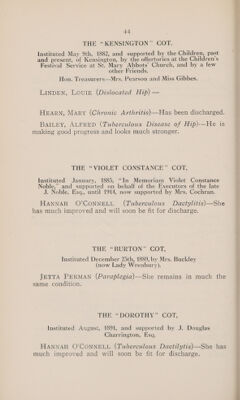 44
THE "KENSINGTON" COT.
Instituted May 9th, 1882, and supported by the Children, past
and present, of Kensington, by the offertories at the Children's
Festival Service at St. Mary Abbots' Church, and by a few
other Friends.
Hon. Treasurers—Mrs. Pearson and Miss Gibbes.
LINDEN, LOUIE (Dislocated Hip)—
HEARN, MARY (Chronic Arthritis)—Has been discharged.
BAILEY, ALFRED (Tuberculous Disease of Hip)—He is
making good progress and looks much stronger.
THE "VIOLET CONSTANCE" COT.
Instituted January, 1885, "In Memoriam Violet Constance
Noble," and supported on behalf of the Executors of the late
J. Noble, Esq., until 1914, now supported by Mrs. Cochran.
HANNAH O'CONNELL (Tuberculous Dactylitis)—She
has much improved and will soon be fit for discharge.
THE "BURTON" COT,
Instituted December 25th, 1889, by Mrs. Buckley
(now Lady Wrenbury).
JETTA PERMAN (Paraplegia)—She remains in much the
same condition.
THE "DOROTHY" COT,
Instituted August, 1891, and supported by J. Douglas
Charrington, Esq.
HANNAH O'CONNELL (Tuberculous Dactilytis)—She has
much improved and will soon be fit for discharge.